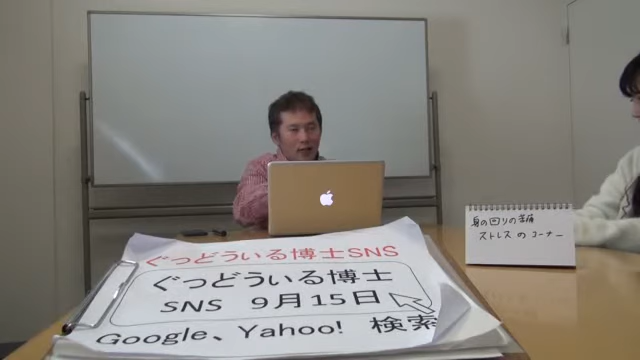 ぐっどうぃる博士SNS
ぐっどうぃる博士
SNS 9月15日
Google、Yahoo! 検索
身の回りの整頓
ストレスのコーナー